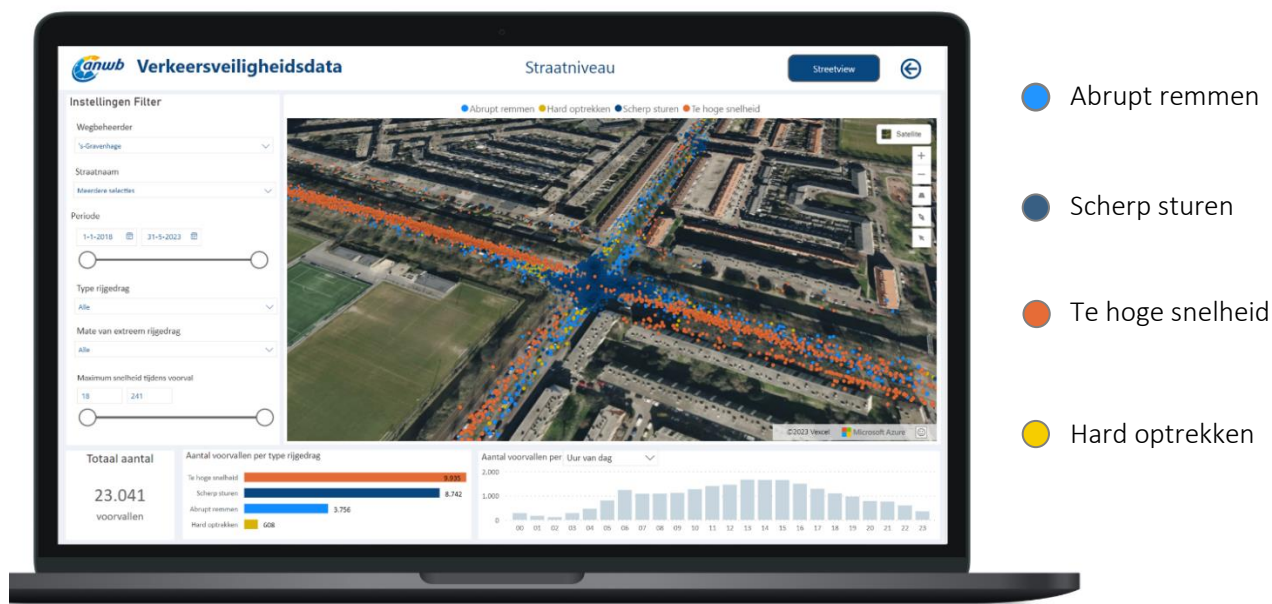 anwb Verkeersveiligheidsdata
Straatniveau
Streetview
Instellingen Filter
Wegbeheerder
's-Gravenhage
Straatnaam
Meerdere selecties
Periode
1-1-2018 31-5-2023
Type rijgedrag
Alle
Mate van extreem rijgedrag
Alle
Maximum snelheid tijdens voorval
18 241
Abrupt remmen Hard optrekken Scherp sturen Te hoge snelheid
Satellite
+
−
©2023 Vexcel Microsoft Azure
Totaal aantal
23.041
voorvallen
Aantal voorvallen per type rijgedrag
Te hoge snelheid 9.935
Scherp sturen 8.742
Abrupt remmen 3.756
Hard optrekken 608
Aantal voorvallen per Uur van dag
2.000
1.000
0
00 01 02 03 04 05 06 07 08 09 10 11 12 13 14 15 16 17 18 19 20 21 22 23
Abrupt remmen
Scherp sturen
Te hoge snelheid
Hard optrekken